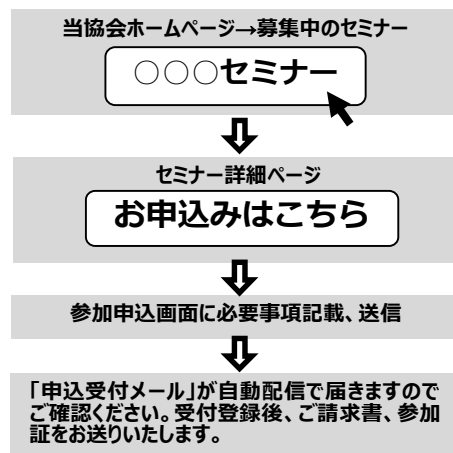 当協会ホームページ→募集中のセミナー
○○○セミナー
セミナー詳細ページ
お申込みはこちら
参加申込画面に必要事項記載、送信
「申込受付メール」が自動配信で届きますので
ご確認ください。受付登録後、ご請求書、参加
証をお送りいたします。